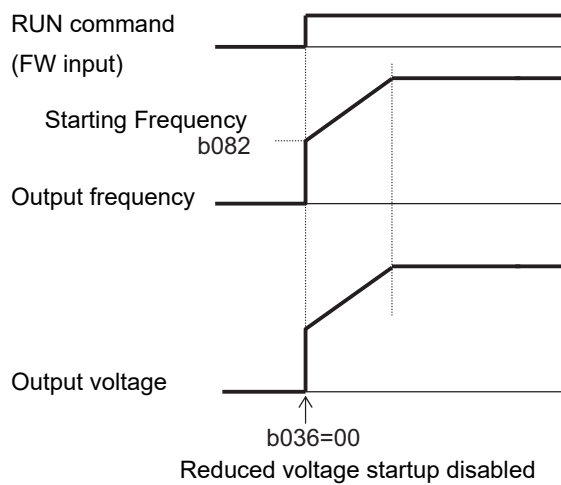 RUN command
(FW input)
Starting Frequency
b082
Output frequency
Output voltage
b036=00
Reduced voltage startup disabled